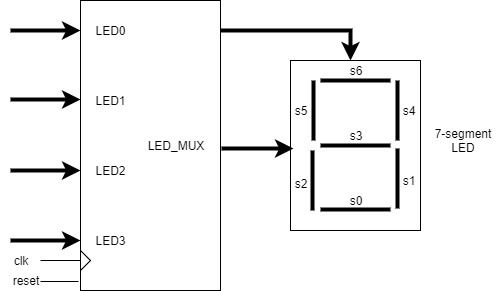 LED0
s6
LED1
s5
s4
s3
7-segment
LED
LED_MUX
LED2
s2
s1
s0
LED3
clk
reset